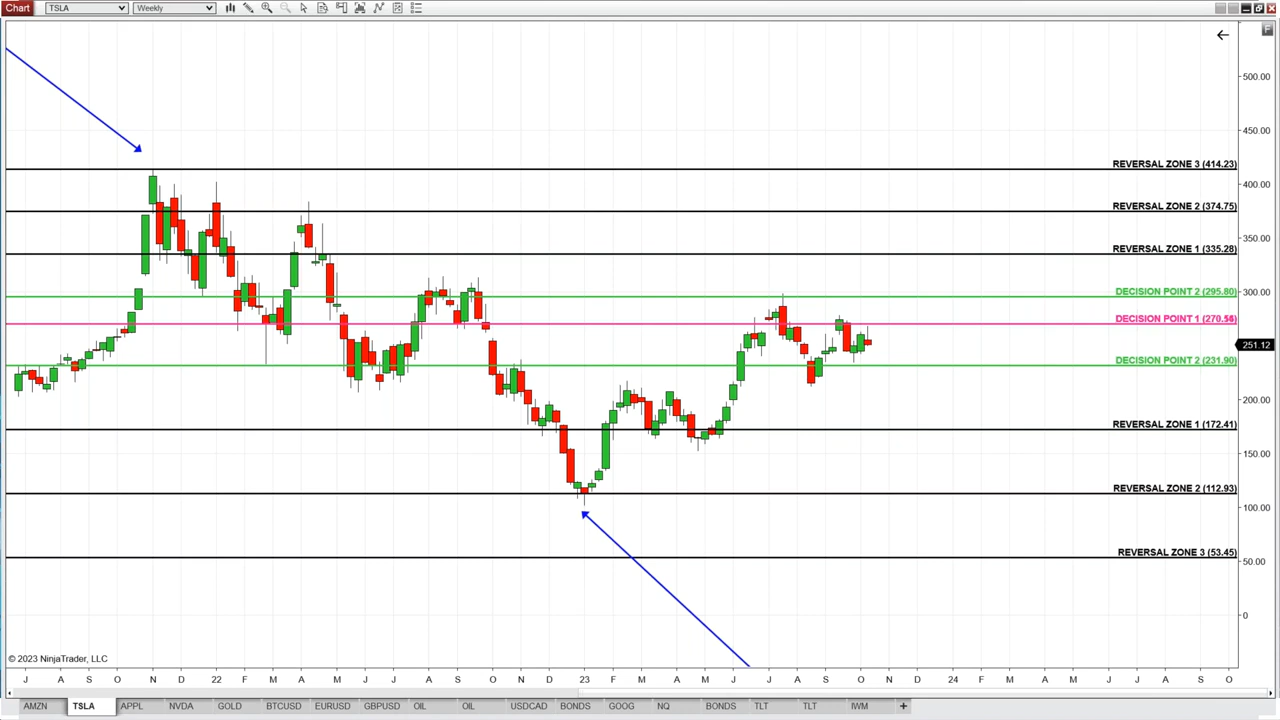 Chart TSLA Weekly
F
500.00
450.00
REVERSAL ZONE 3 (414.23)
400.00
REVERSAL ZONE 2 (374.75)
350.00
REVERSAL ZONE 1 (335.28)
300.00
DECISION POINT 2 (295.80)
DECISION POINT 1 (270.56)
251.12
DECISION POINT 2 (231.90)
200.00
REVERSAL ZONE 1 (172.41)
150.00
REVERSAL ZONE 2 (112.93)
100.00
REVERSAL ZONE 3 (53.45)
50.00
0
© 2023 NinjaTrader, LLC
J A S O N D 22 F M A M J J A S O N D 23 F M A M J J A S O N D 24 F M A M J J A S O
AMZN TSLA APPL NVDA GOLD BTCUSD EURUSD GBPUSD OIL OIL USDCAD BONDS GOOG NQ BONDS TLT TLT IWM +